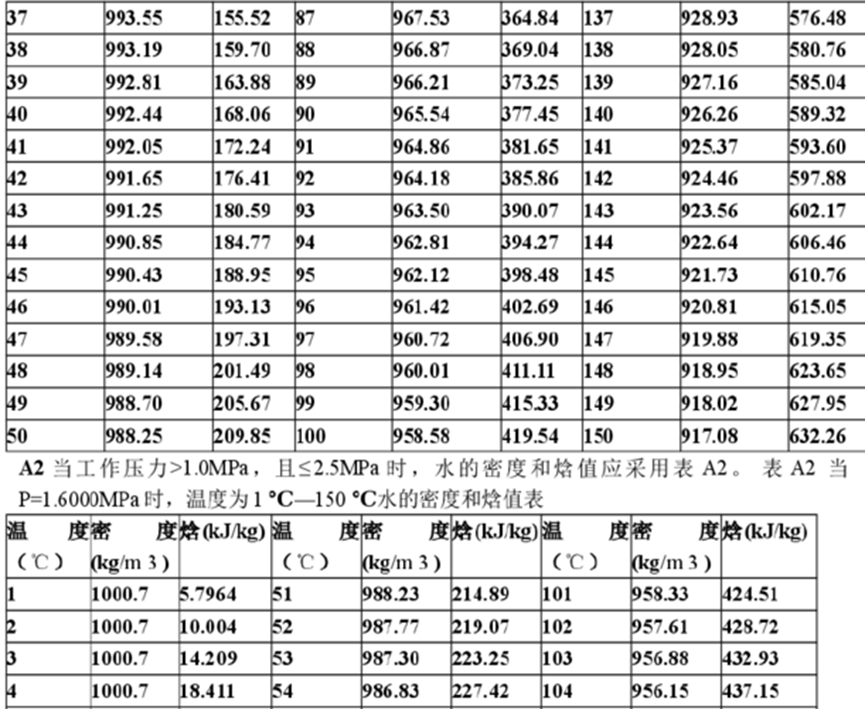 37 993.55 155.52 87 967.53 364.84 137 928.93 576.48
38 993.19 159.70 88 966.87 369.04 138 928.05 580.76
39 992.81 163.88 89 966.21 373.25 139 927.16 585.04
40 992.44 168.06 90 965.54 377.45 140 926.26 589.32
41 992.05 172.24 91 964.86 381.65 141 925.37 593.60
42 991.65 176.41 92 964.18 385.86 142 924.46 597.88
43 991.25 180.59 93 963.50 390.07 143 923.56 602.17
44 990.85 184.77 94 962.81 394.27 144 922.64 606.46
45 990.43 188.95 95 962.12 398.48 145 921.73 610.76
46 990.01 193.13 96 961.42 402.69 146 920.81 615.05
47 989.58 197.31 97 960.72 406.90 147 919.88 619.35
48 989.14 201.49 98 960.01 411.11 148 918.95 623.65
49 988.70 205.67 99 959.30 415.33 149 918.02 627.95
50 988.25 209.85 100 958.58 419.54 150 917.08 632.26
A2 当工作压力>1.0MPa，且≤2.5MPa 时，水的密度和焓值应采用表 A2。 表 A2 当
P=1.6000MPa 时，温度为 1 ℃—150 ℃水的密度和焓值表
温 度 密 度 焓 (kJ/kg) 温 度 密 度 焓 (kJ/kg) 温 度 密 度 焓 (kJ/kg)
（℃） (kg/m 3 ) （℃） (kg/m 3 ) （℃） (kg/m 3 )
1 1000.7 5.7964 51 988.23 214.89 101 958.33 424.51
2 1000.7 10.004 52 987.77 219.07 102 957.61 428.72
3 1000.7 14.209 53 987.30 223.25 103 956.88 432.93
4 1000.7 18.411 54 986.83 227.42 104 956.15 437.15